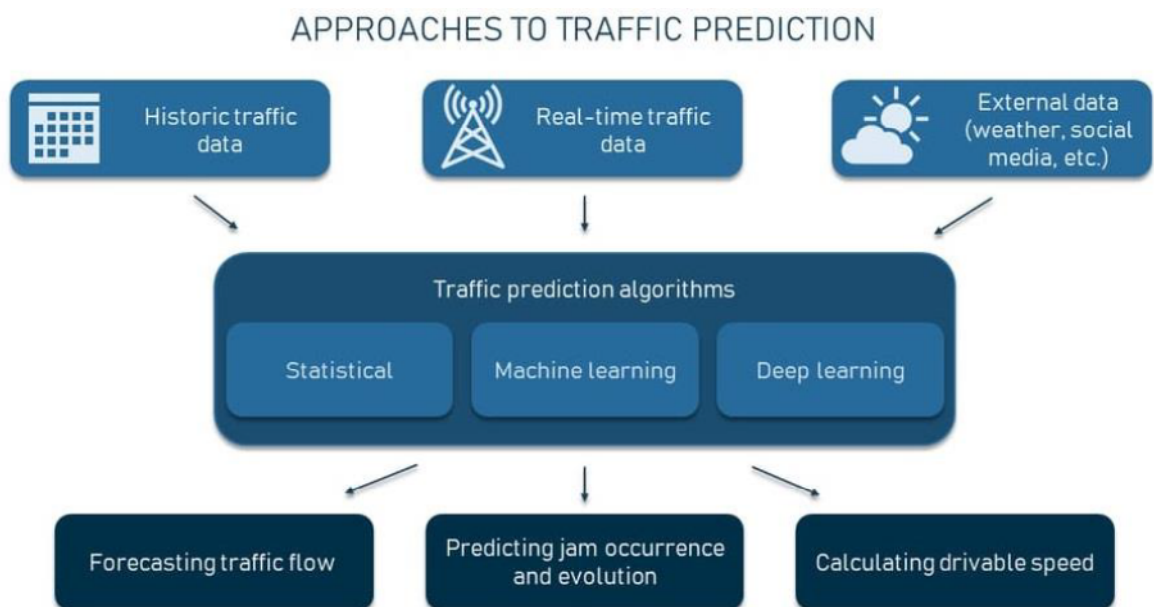 APPROACHES TO TRAFFIC PREDICTION
Historic traffic
data
Real-time traffic
data
External data
(weather, social
media, etc.)
Traffic prediction algorithms
Statistical
Machine learning
Deep learning
Forecasting traffic flow
Predicting jam occurrence
and evolution
Calculating drivable speed